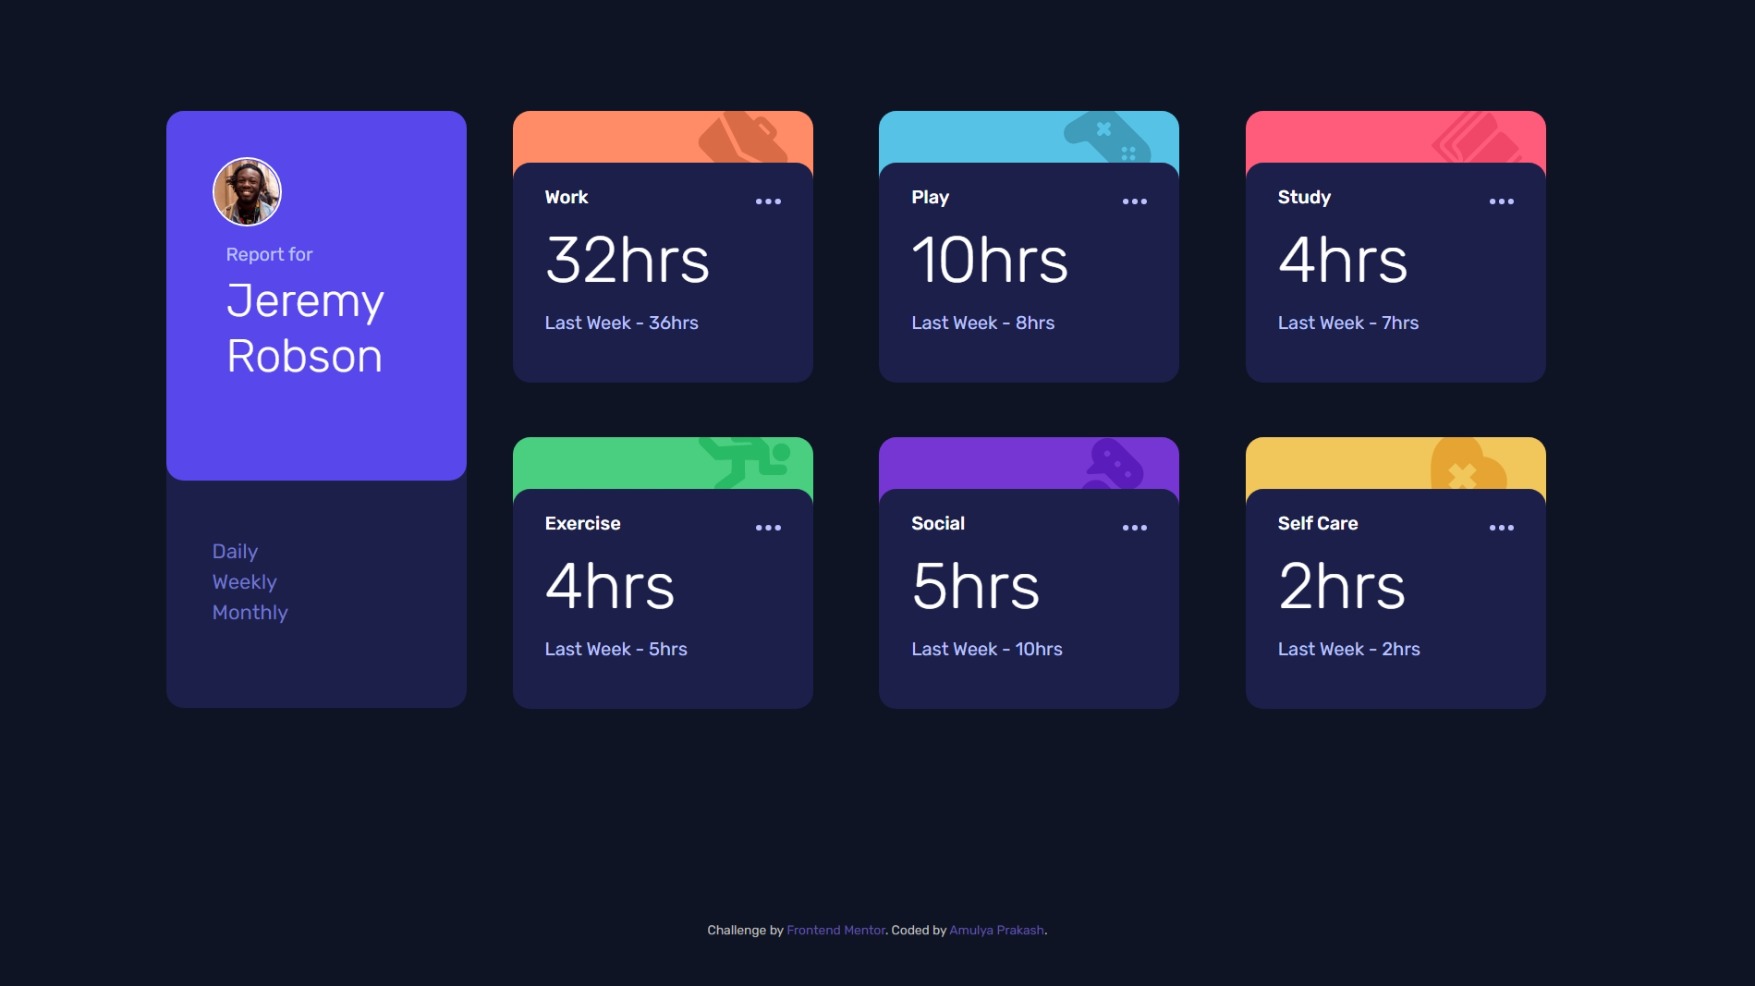 Report for
Jeremy
Robson
Daily
Weekly
Monthly
Work
32hrs
Last Week - 36hrs
Play
10hrs
Last Week - 8hrs
Study
4hrs
Last Week - 7hrs
Exercise
4hrs
Last Week - 5hrs
Social
5hrs
Last Week - 10hrs
Self Care
2hrs
Last Week - 2hrs
Challenge by Frontend Mentor. Coded by Amulya Prakash.